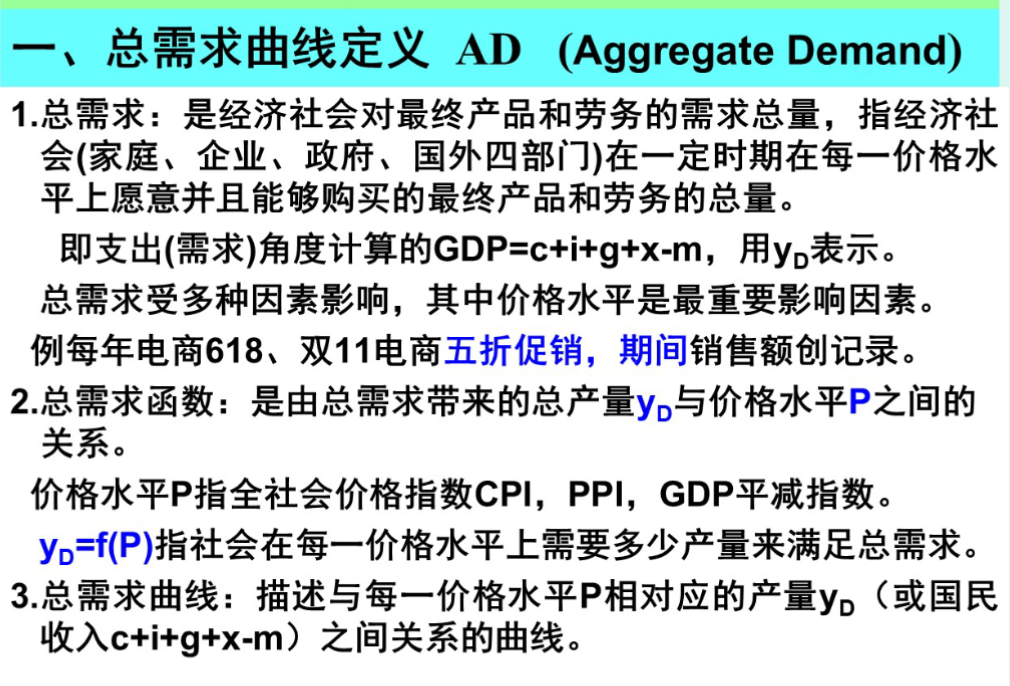 一、总需求曲线定义 AD (Aggregate Demand)
1.总需求：是经济社会对最终产品和劳务的需求总量，指经济社
会(家庭、企业、政府、国外四部门)在一定时期在每一价格水
平上愿意并且能够购买的最终产品和劳务的总量。
即支出(需求)角度计算的GDP=c+i+g+x-m，用yD表示。
总需求受多种因素影响，其中价格水平是最重要影响因素。
例每年电商618、双11电商五折促销，期间销售额创记录。
2.总需求函数：是由总需求带来的总产量yD与价格水平P之间的
关系。
价格水平P指全社会价格指数CPI，PPI，GDP平减指数。
yD=f(P)指社会在每一价格水平上需要多少产量来满足总需求。
3.总需求曲线：描述与每一价格水平P相对应的产量yD（或国民
收入c+i+g+x-m）之间关系的曲线。